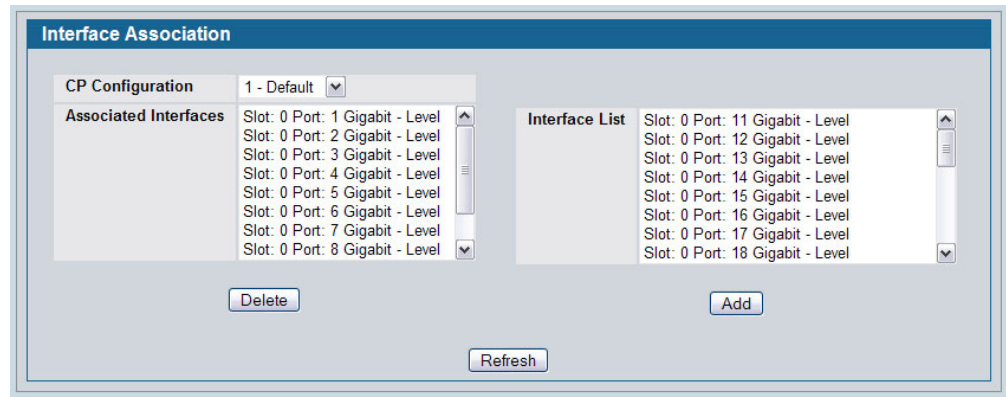 Interface Association
CP Configuration 1 - Default
Associated Interfaces
Slot: 0 Port: 1 Gigabit - Level
Slot: 0 Port: 2 Gigabit - Level
Slot: 0 Port: 3 Gigabit - Level
Slot: 0 Port: 4 Gigabit - Level
Slot: 0 Port: 5 Gigabit - Level
Slot: 0 Port: 6 Gigabit - Level
Slot: 0 Port: 7 Gigabit - Level
Slot: 0 Port: 8 Gigabit - Level
Delete
Interface List
Slot: 0 Port: 11 Gigabit - Level
Slot: 0 Port: 12 Gigabit - Level
Slot: 0 Port: 13 Gigabit - Level
Slot: 0 Port: 14 Gigabit - Level
Slot: 0 Port: 15 Gigabit - Level
Slot: 0 Port: 16 Gigabit - Level
Slot: 0 Port: 17 Gigabit - Level
Slot: 0 Port: 18 Gigabit - Level
Add
Refresh